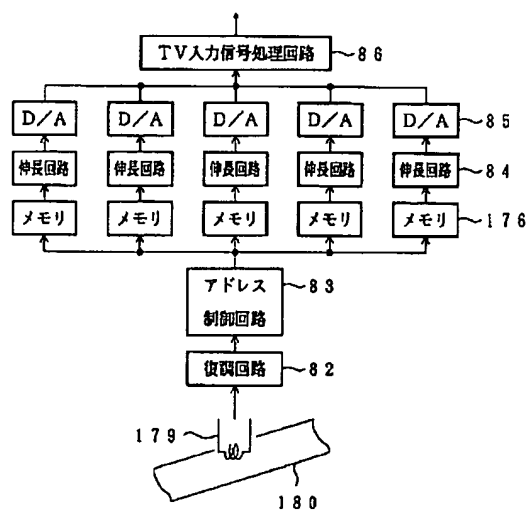 TV入力信号処理回路 86
D/A D/A D/A D/A D/A 85
伸長回路 伸長回路 伸長回路 伸長回路 伸長回路 84
メモリ メモリ メモリ メモリ メモリ 176
アドレス 83
制御回路
復調回路 82
179
180